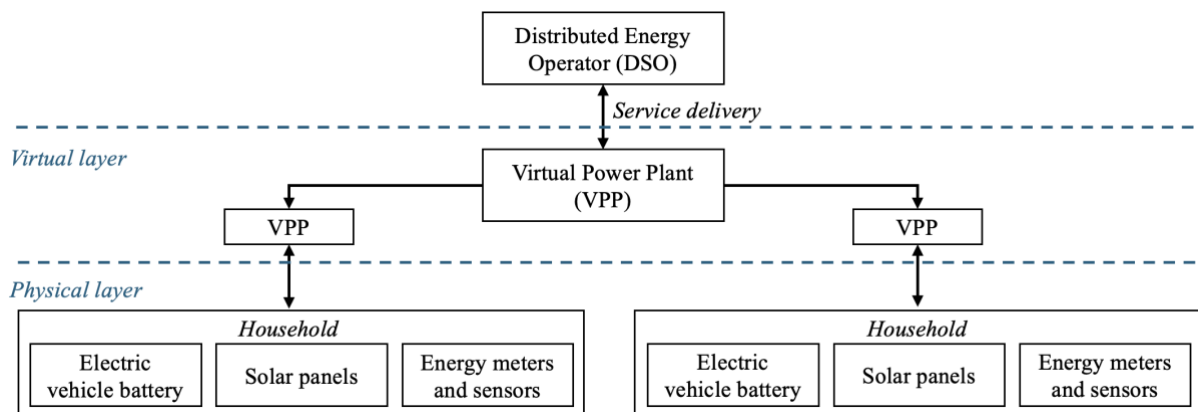 Distributed Energy
Operator (DSO)
Service delivery
Virtual layer
Virtual Power Plant
(VPP)
VPP
VPP
Physical layer
Household
Electric
vehicle battery
Solar panels
Energy meters
and sensors
Household
Electric
vehicle battery
Solar panels
Energy meters
and sensors